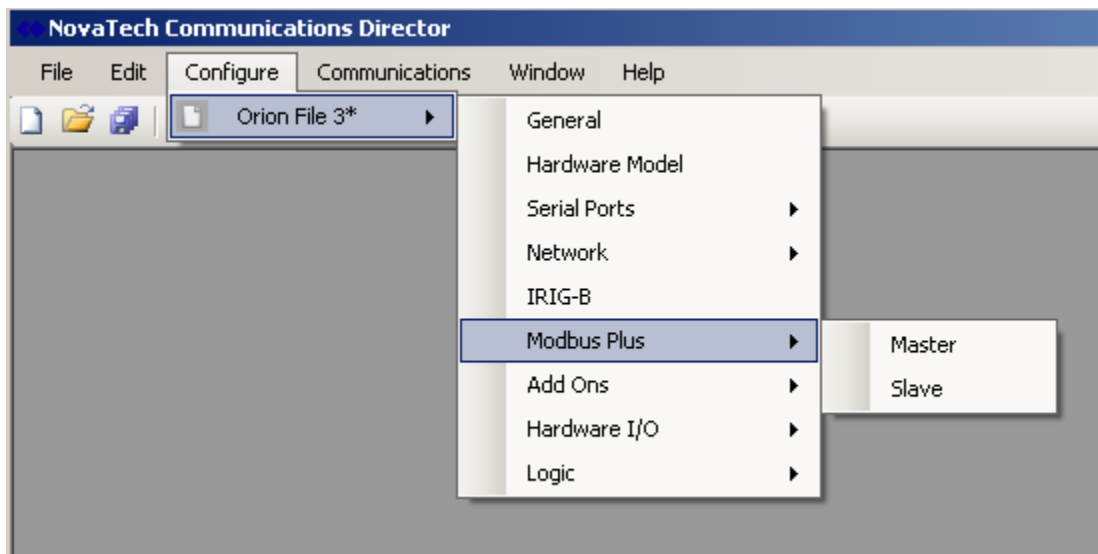 NovaTech Communications Director
File Edit Configure Communications Window Help
Orion File 3*
General
Hardware Model
Serial Ports
Network
IRIG-B
Modbus Plus
Master
Slave
Add Ons
Hardware I/O
Logic